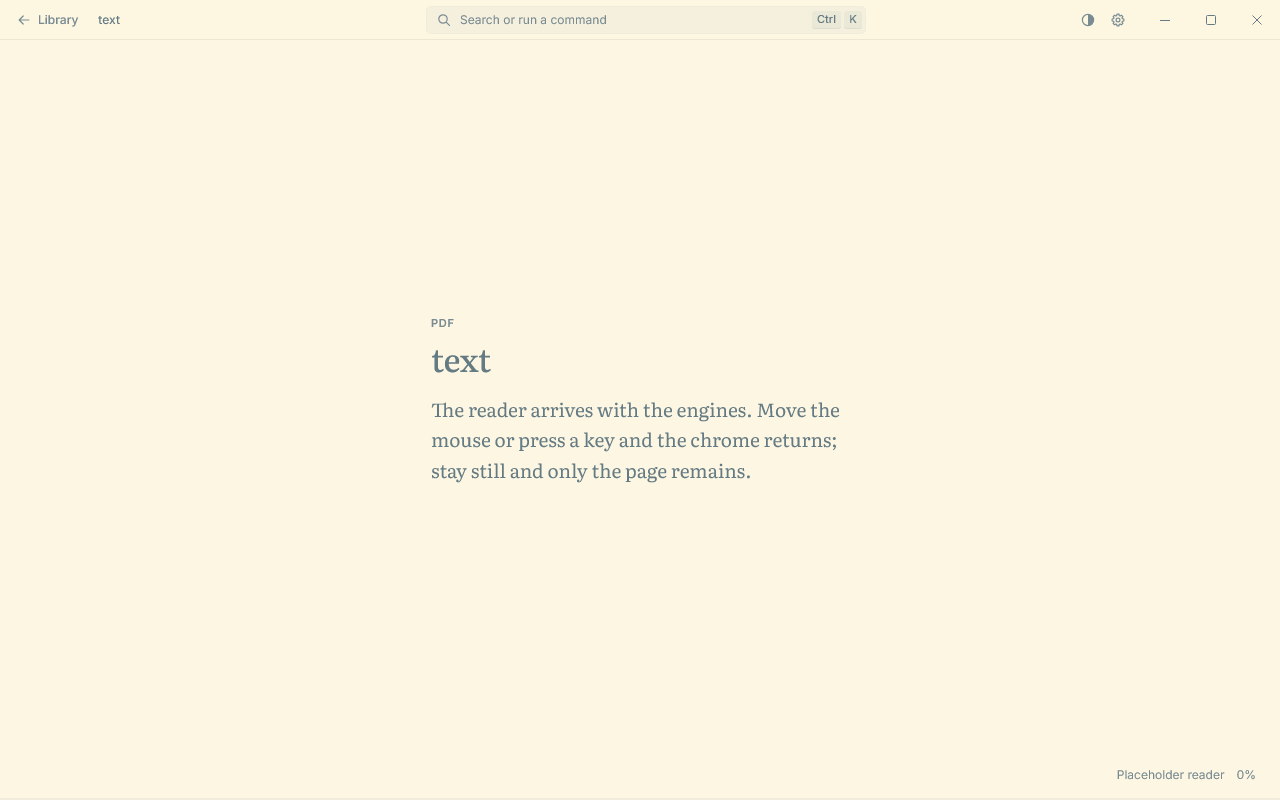 Library text Search or run a command Ctrl K
PDF
text
The reader arrives with the engines. Move the
mouse or press a key and the chrome returns;
stay still and only the page remains.
Placeholder reader 0%